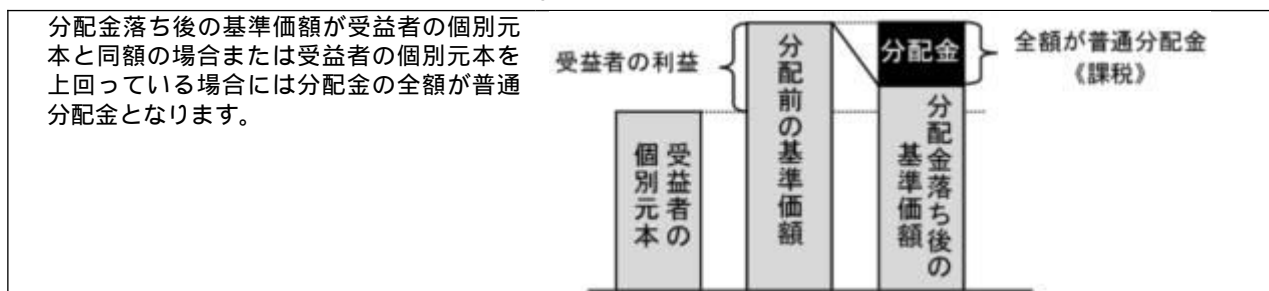 分配金落ち後の基準価額が受益者の個別元
本と同額の場合または受益者の個別元本を
上回っている場合には分配金の全額が普通
分配金となります。
受益者の利益
受益者の
個別元本
分配前の基準価額
分配金
分配金落ち後の
基準価額
全額が普通分配金
《課税》